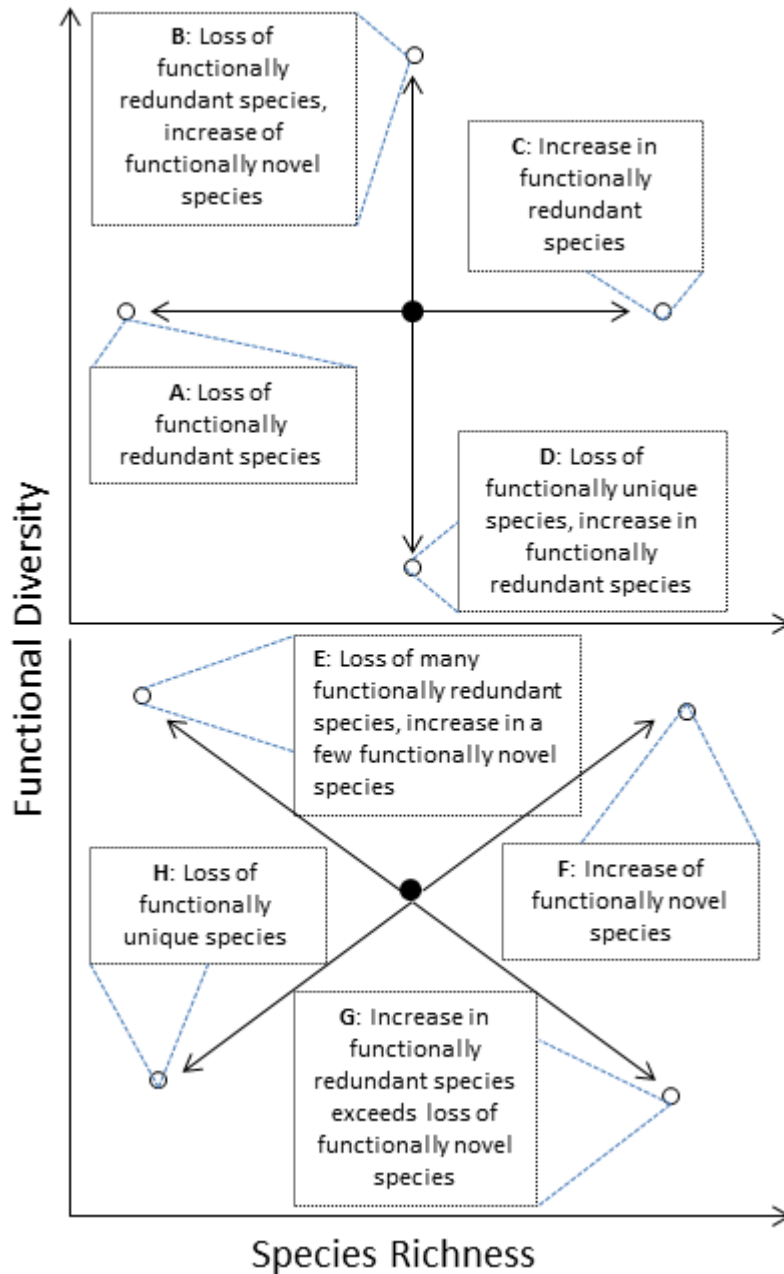 B: Loss of
functionally
redundant species,
increase of
functionally novel
species
C: Increase in
functionally
redundant
species
A: Loss of
functionally
redundant species
D: Loss of
functionally unique
species, increase in
functionally
redundant species
Functional Diversity
E: Loss of many
functionally redundant
species, increase in a
few functionally novel
species
H: Loss of
functionally
unique species
F: Increase of
functionally novel
species
G: Increase in
functionally
redundant species
exceeds loss of
functionally novel
species
Species Richness